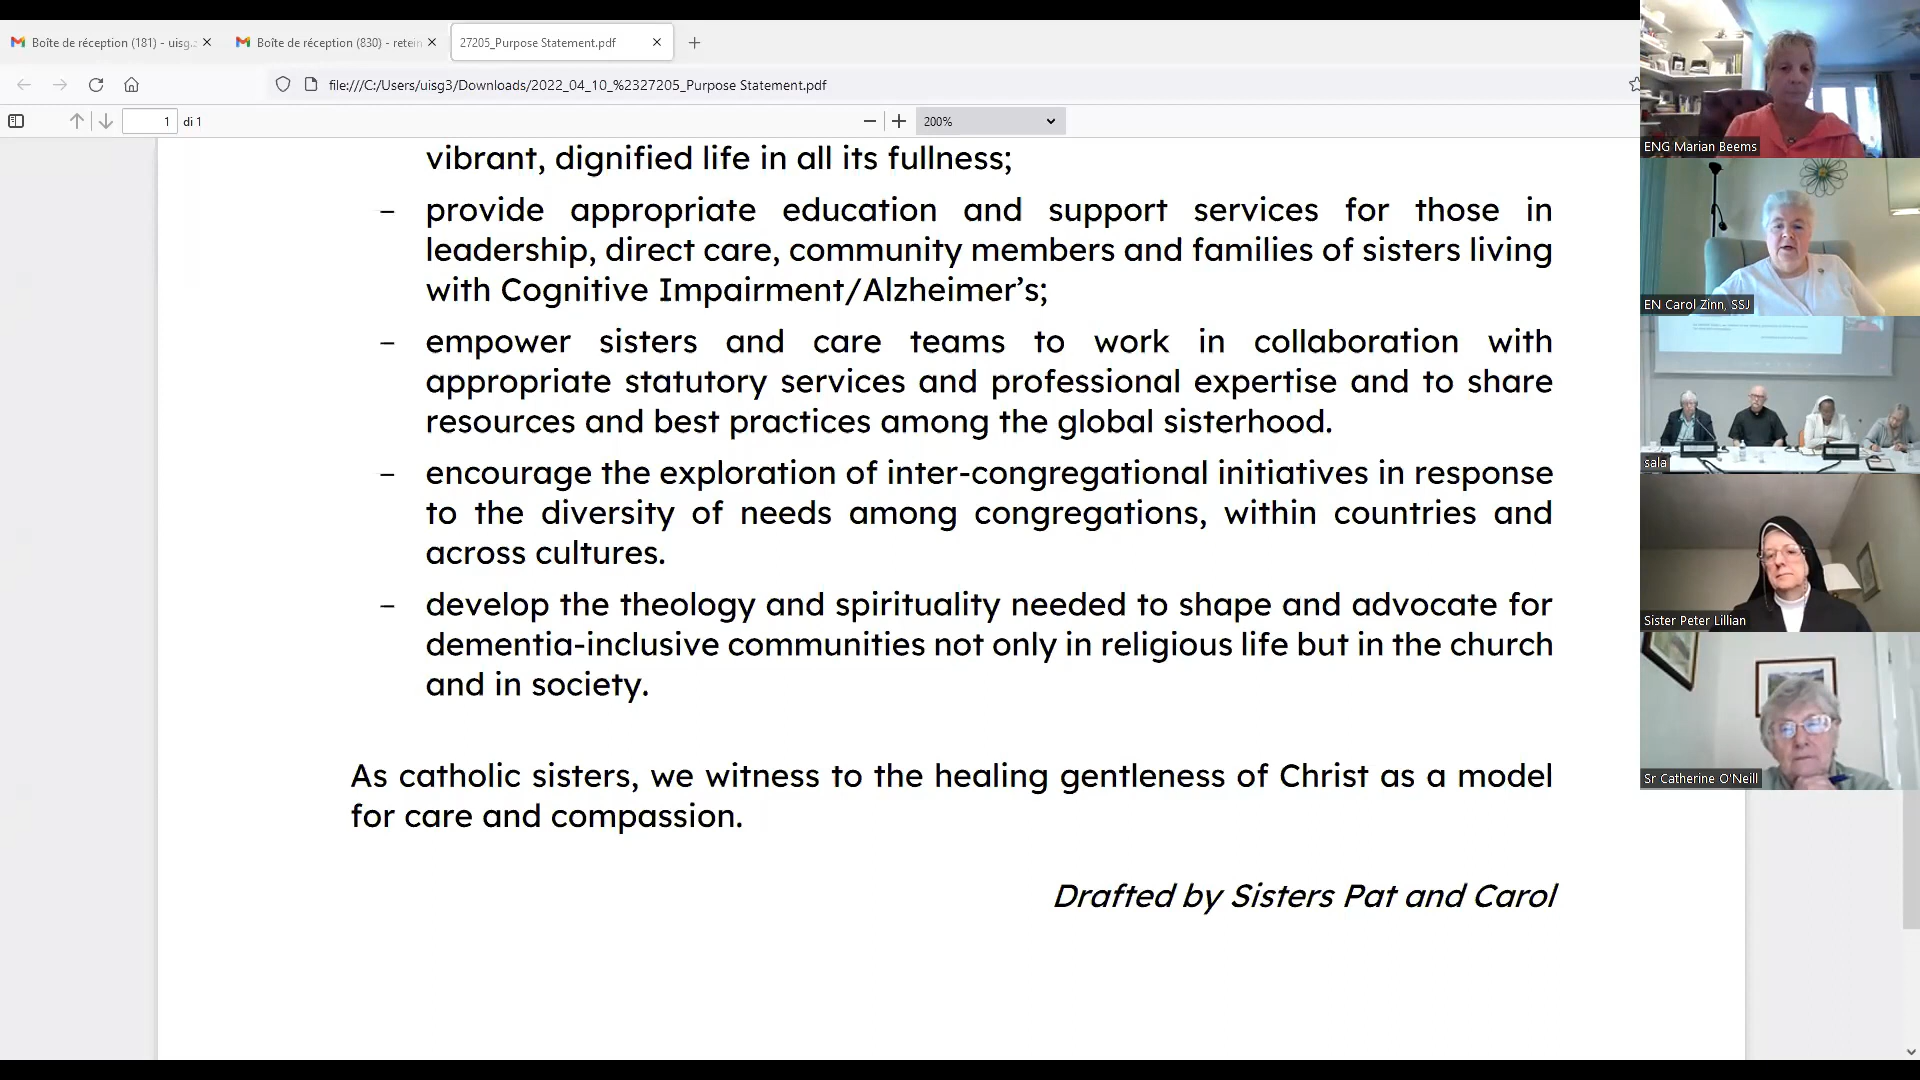 Boîte de réception (181) - uisg.
Boîte de réception (830) - retein
27205_Purpose Statement.pdf
file:///C:/Users/uisg3/Downloads/2022_04_10_%2327205_Purpose Statement.pdf
1 di 1
200%
vibrant, dignified life in all its fullness;
– provide appropriate education and support services for those in
leadership, direct care, community members and families of sisters living
with Cognitive Impairment/Alzheimer’s;
– empower sisters and care teams to work in collaboration with
appropriate statutory services and professional expertise and to share
resources and best practices among the global sisterhood.
– encourage the exploration of inter-congregational initiatives in response
to the diversity of needs among congregations, within countries and
across cultures.
– develop the theology and spirituality needed to shape and advocate for
dementia-inclusive communities not only in religious life but in the church
and in society.
As catholic sisters, we witness to the healing gentleness of Christ as a model
for care and compassion.
Drafted by Sisters Pat and Carol
ENG Marian Beems
EN Carol Zinn, SSJ
sala
Sister Peter Lillian
Sr Catherine O'Neill